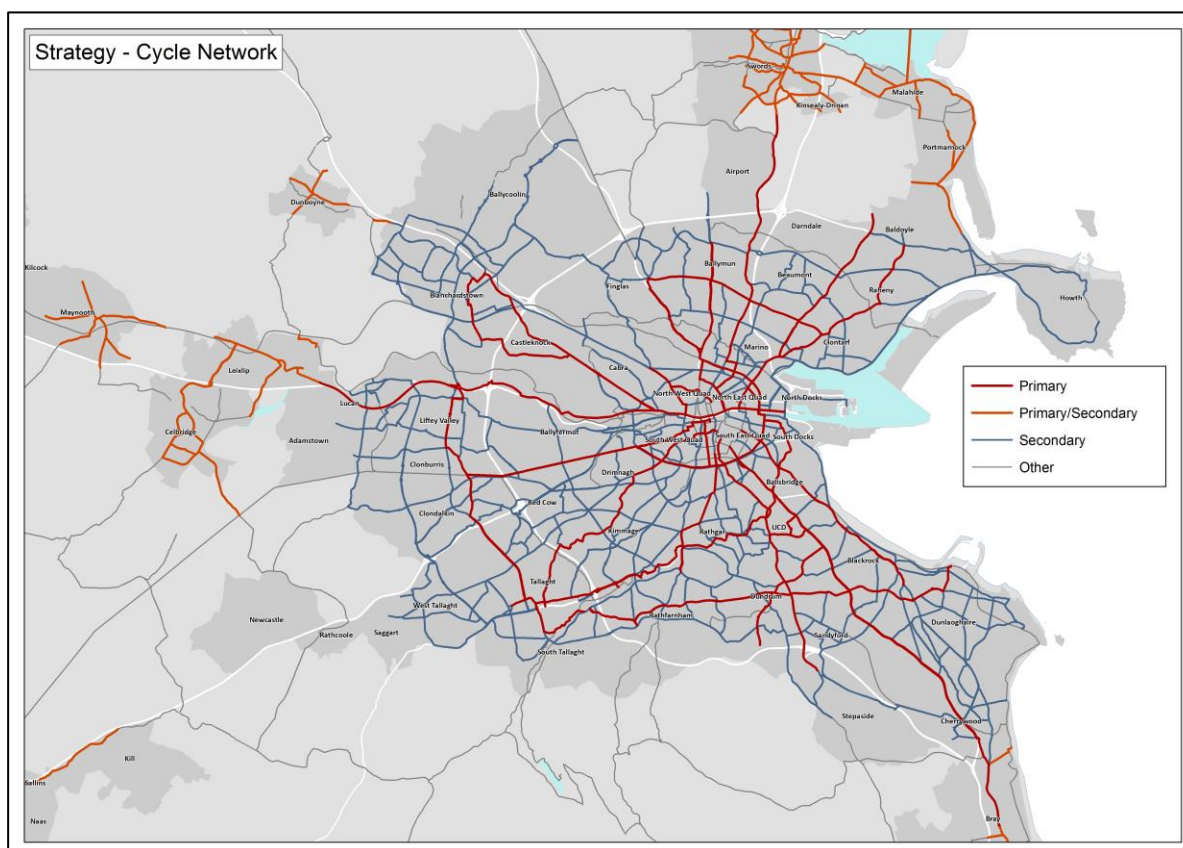 Strategy - Cycle Network
Swords
Malahide
Kinsealy-Drinan
Portmarnock
Airport
Ballycoolin
Dunboyne
Darndale
Baldoyle
Ballymun
Kilcock
Beaumont
Finglas
Raheny
Howth
Blanchardstown
Maynooth
Castleknock
Marino
Clontarf
Leixlip
Cabra
Lucan
North West Quad
North East Quad
North Docks
Liffey Valley
Celbridge
Adamstown
Ballyfermot
South West Quad
South East Quad
South Docks
Clonburris
Drimnagh
Ballsbridge
Red Cow
Clondalkin
Kimmage
Rathgar
UCD
Blackrock
Tallaght
Dundrum
West Tallaght
Newcastle
Rathfarnham
Dunlaoghaire
Rathcoole
Saggart
Sandyford
South Tallaght
Stepaside
Cherrywood
Kill
Sallins
Naas
Bray
Primary
Primary/Secondary
Secondary
Other